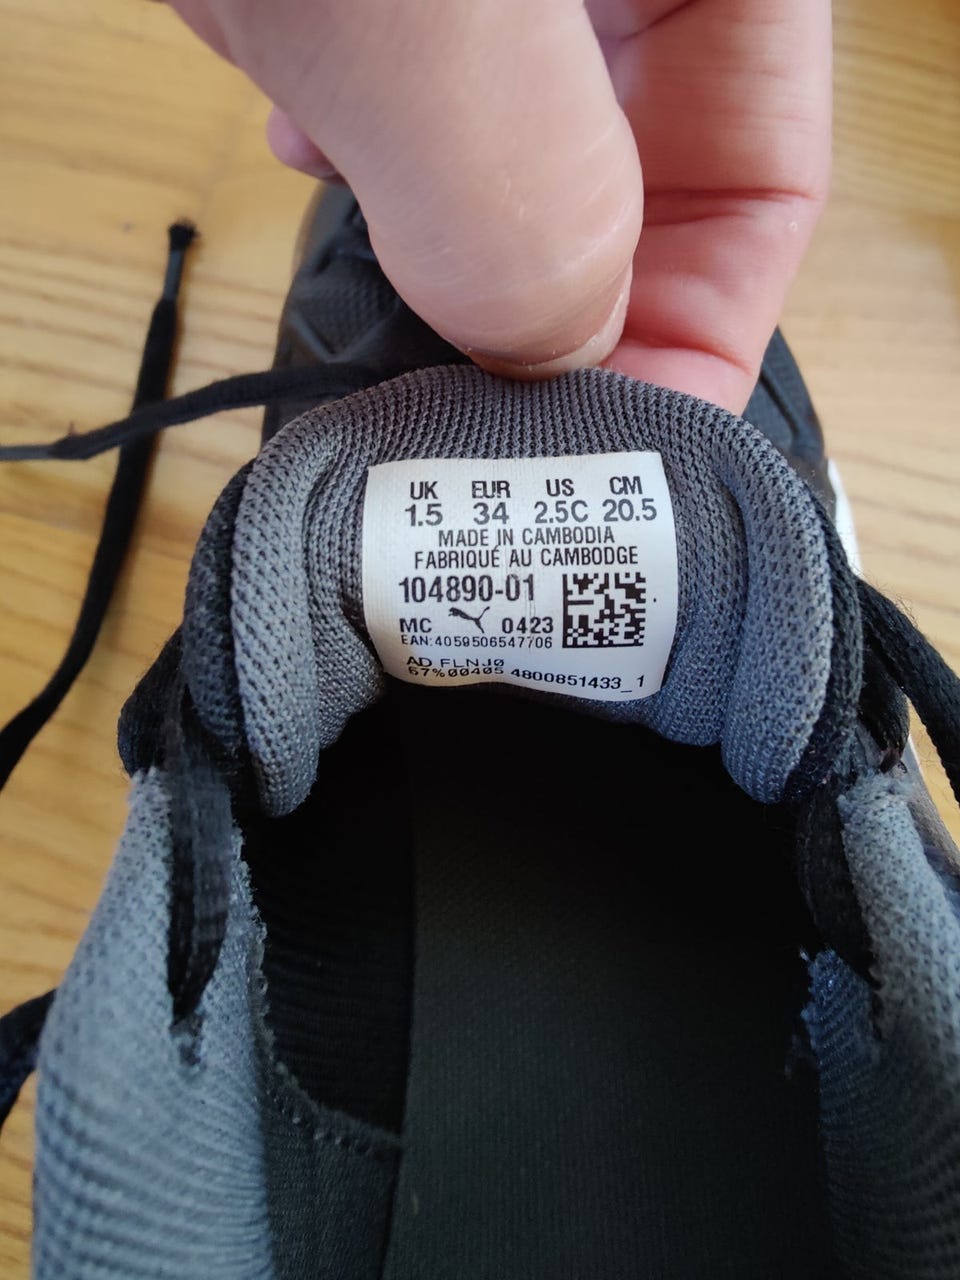 UK EUR US CM
1.5 34 2.5C 20.5
MADE IN CAMBODIA
FABRIQUÉ AU CAMBODGE
104890-01
MC 0423
EAN:4059506547706
AD FLNJ0
67%00405 4800851433_1